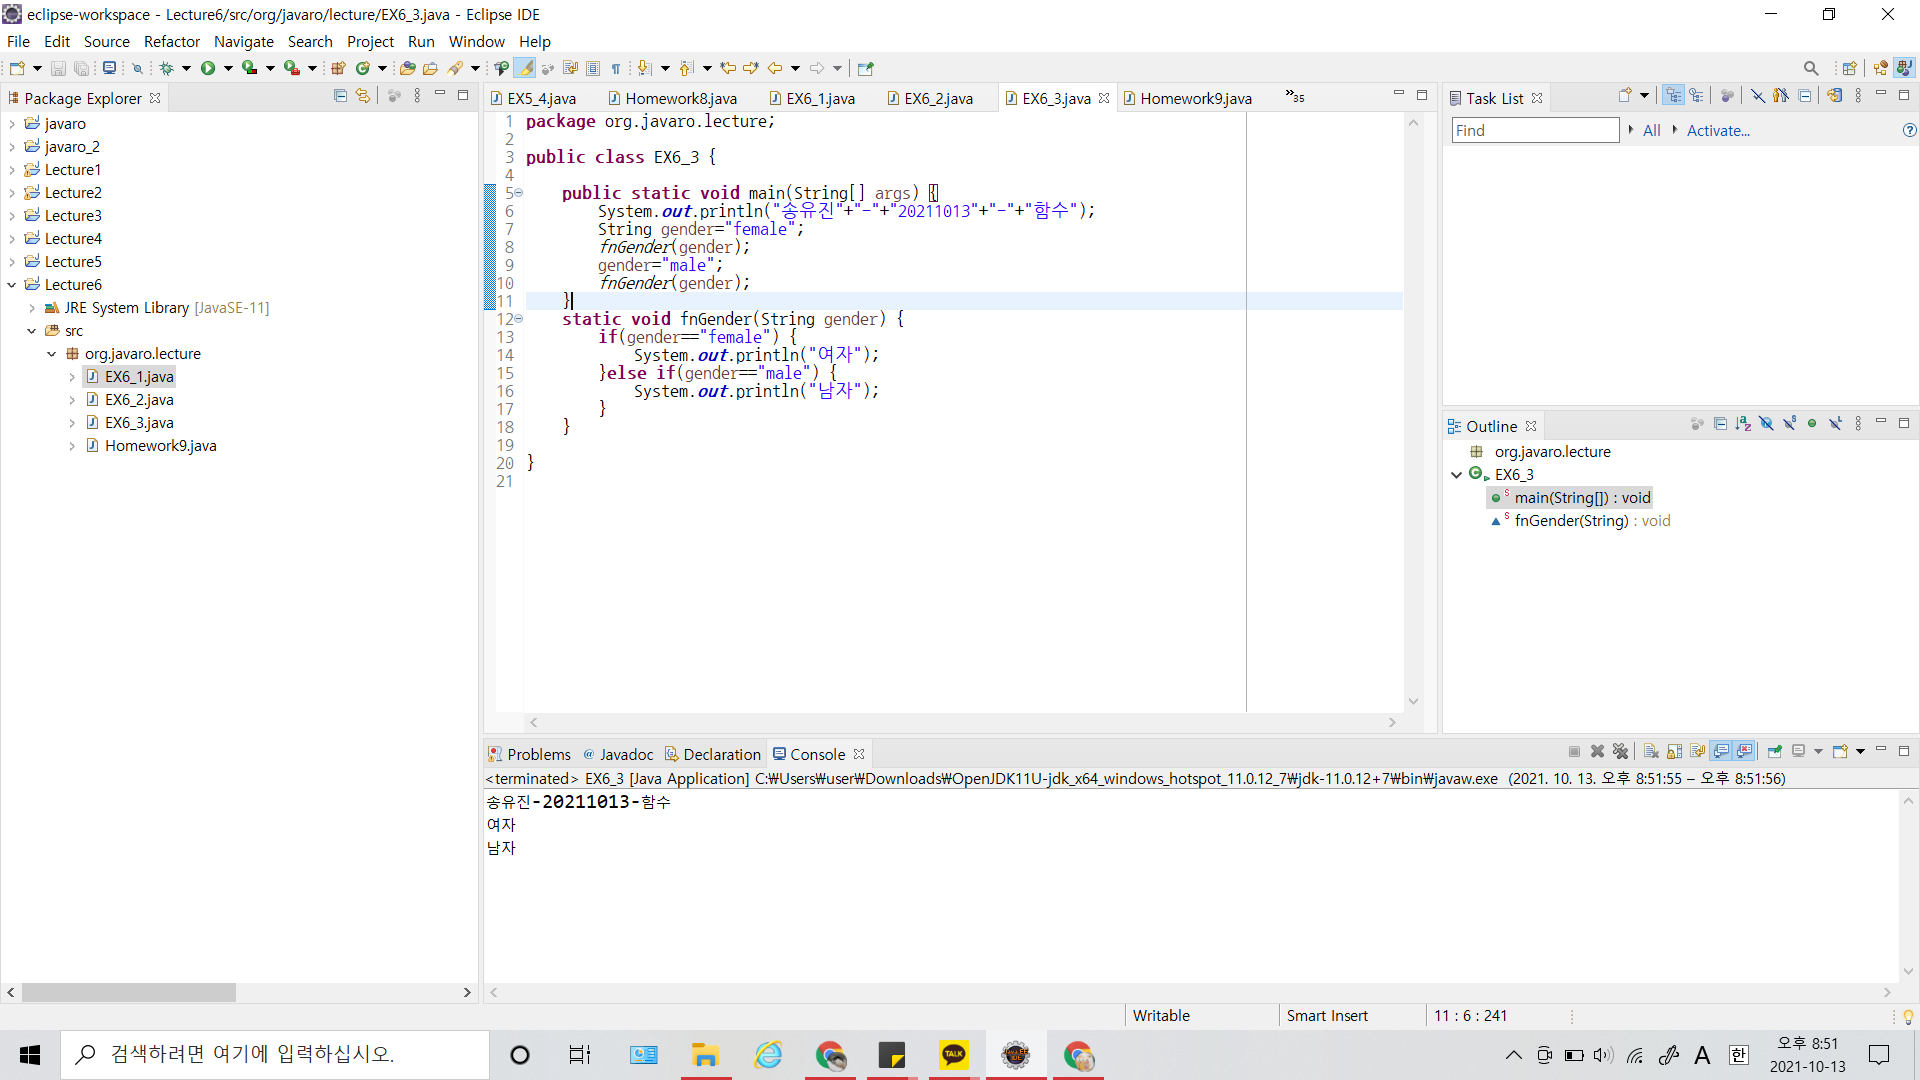 eclipse-workspace - Lecture6/src/org/javaro/lecture/EX6_3.java - Eclipse IDE
File Edit Source Refactor Navigate Search Project Run Window Help
Package Explorer
javaro
javaro_2
Lecture1
Lecture2
Lecture3
Lecture4
Lecture5
Lecture6
JRE System Library [JavaSE-11]
src
org.javaro.lecture
EX6_1.java
EX6_2.java
EX6_3.java
Homework9.java
EX5_4.java Homework8.java EX6_1.java EX6_2.java EX6_3.java Homework9.java »35
1 package org.javaro.lecture;
2
3 public class EX6_3 {
4
5 public static void main(String[] args) {
6 System.out.println("송유진"+"-"+"20211013"+"-"+"함수");
7 String gender="female";
8 fnGender(gender);
9 gender="male";
10 fnGender(gender);
11 }
12 static void fnGender(String gender) {
13 if(gender=="female") {
14 System.out.println("여자");
15 }else if(gender=="male") {
16 System.out.println("남자");
17 }
18 }
19
20 }
21
Task List
Find All Activate...
Outline
org.javaro.lecture
EX6_3
main(String[]) : void
fnGender(String) : void
Problems @ Javadoc Declaration Console
<terminated> EX6_3 [Java Application] C:₩Users₩user₩Downloads₩OpenJDK11U-jdk_x64_windows_hotspot_11.0.12_7₩jdk-11.0.12+7₩bin₩javaw.exe (2021. 10. 13. 오후 8:51:55 – 오후 8:51:56)
송유진-20211013-함수
여자
남자
Writable Smart Insert 11 : 6 : 241
검색하려면 여기에 입력하십시오.
TALK
A 한
오후 8:51
2021-10-13